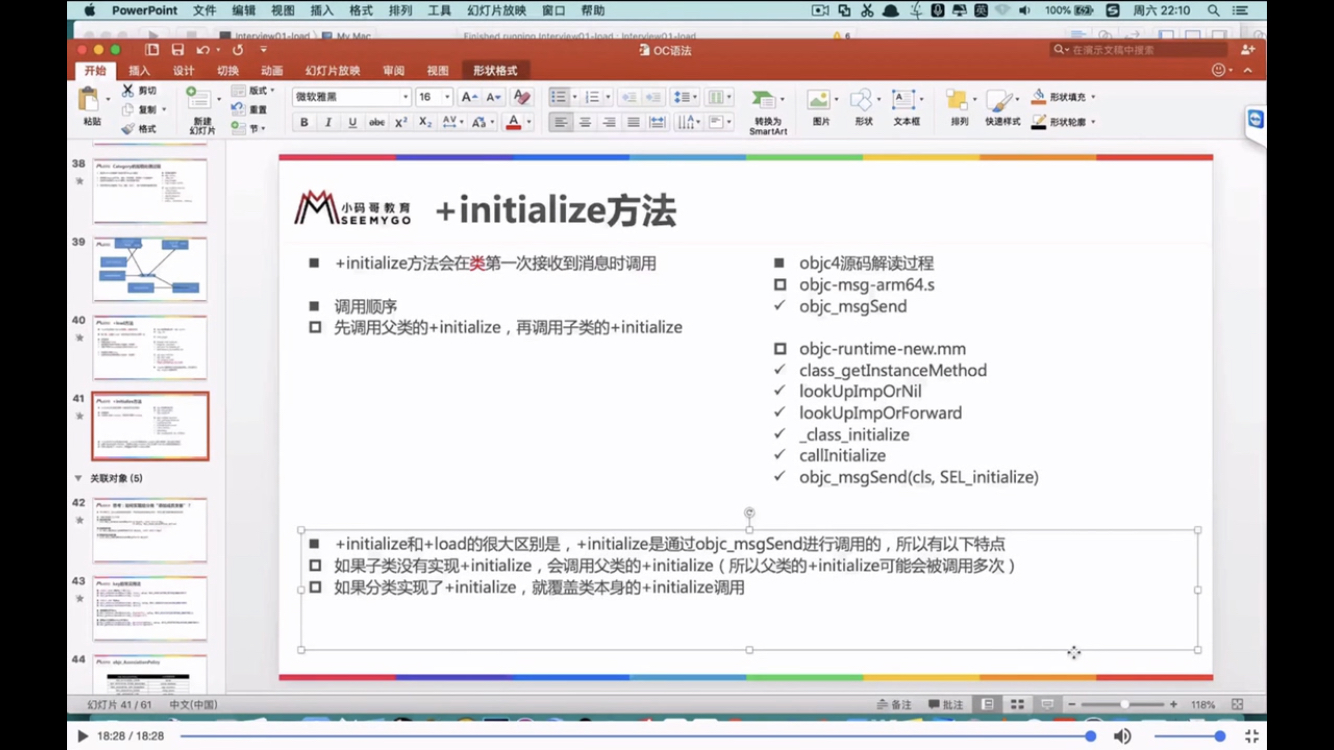 PowerPoint 文件 编辑 视图 插入 格式 排列 工具 幻灯片放映 窗口 帮助 100% 周六 22:10
Interview01-load My Mac Finished running Interview01-load : Interview01-load 6
OC语法
在演示文稿中搜索
开始 插入 设计 切换 动画 幻灯片放映 审阅 视图 形状格式
粘贴 剪切 复制 格式
新建幻灯片 版式 重置 节
微软雅黑 16
转换为 SmartArt
图片 形状 文本框 排列 快速样式 形状填充 形状轮廓
38
39
40
41
关联对象 (5)
42
43
44
小码哥教育
SEEMYGO
+initialize方法
+initialize方法会在类第一次接收到消息时调用
调用顺序
先调用父类的+initialize，再调用子类的+initialize
objc4源码解读过程
objc-msg-arm64.s
objc_msgSend
objc-runtime-new.mm
class_getInstanceMethod
lookUpImpOrNil
lookUpImpOrForward
_class_initialize
callInitialize
objc_msgSend(cls, SEL_initialize)
+initialize和+load的很大区别是，+initialize是通过objc_msgSend进行调用的，所以有以下特点
如果子类没有实现+initialize，会调用父类的+initialize（所以父类的+initialize可能会被调用多次）
如果分类实现了+initialize，就覆盖类本身的+initialize调用
幻灯片 41 / 61 中文(中国) 备注 批注 118%
18:28 / 18:28